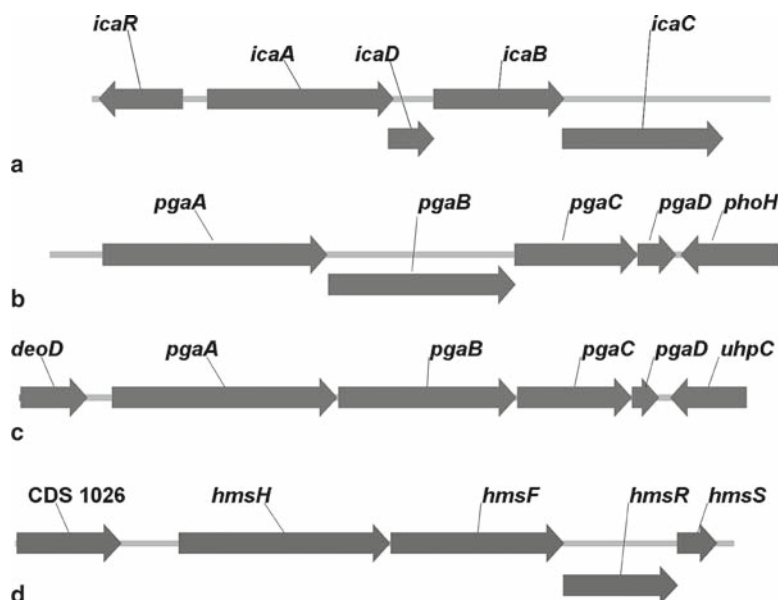 icaR icaA icaD icaB icaC
a
pgaA pgaB pgaC pgaD phoH
b
deoD pgaA pgaB pgaC pgaD uhpC
c
CDS 1026 hmsH hmsF hmsR hmsS
d